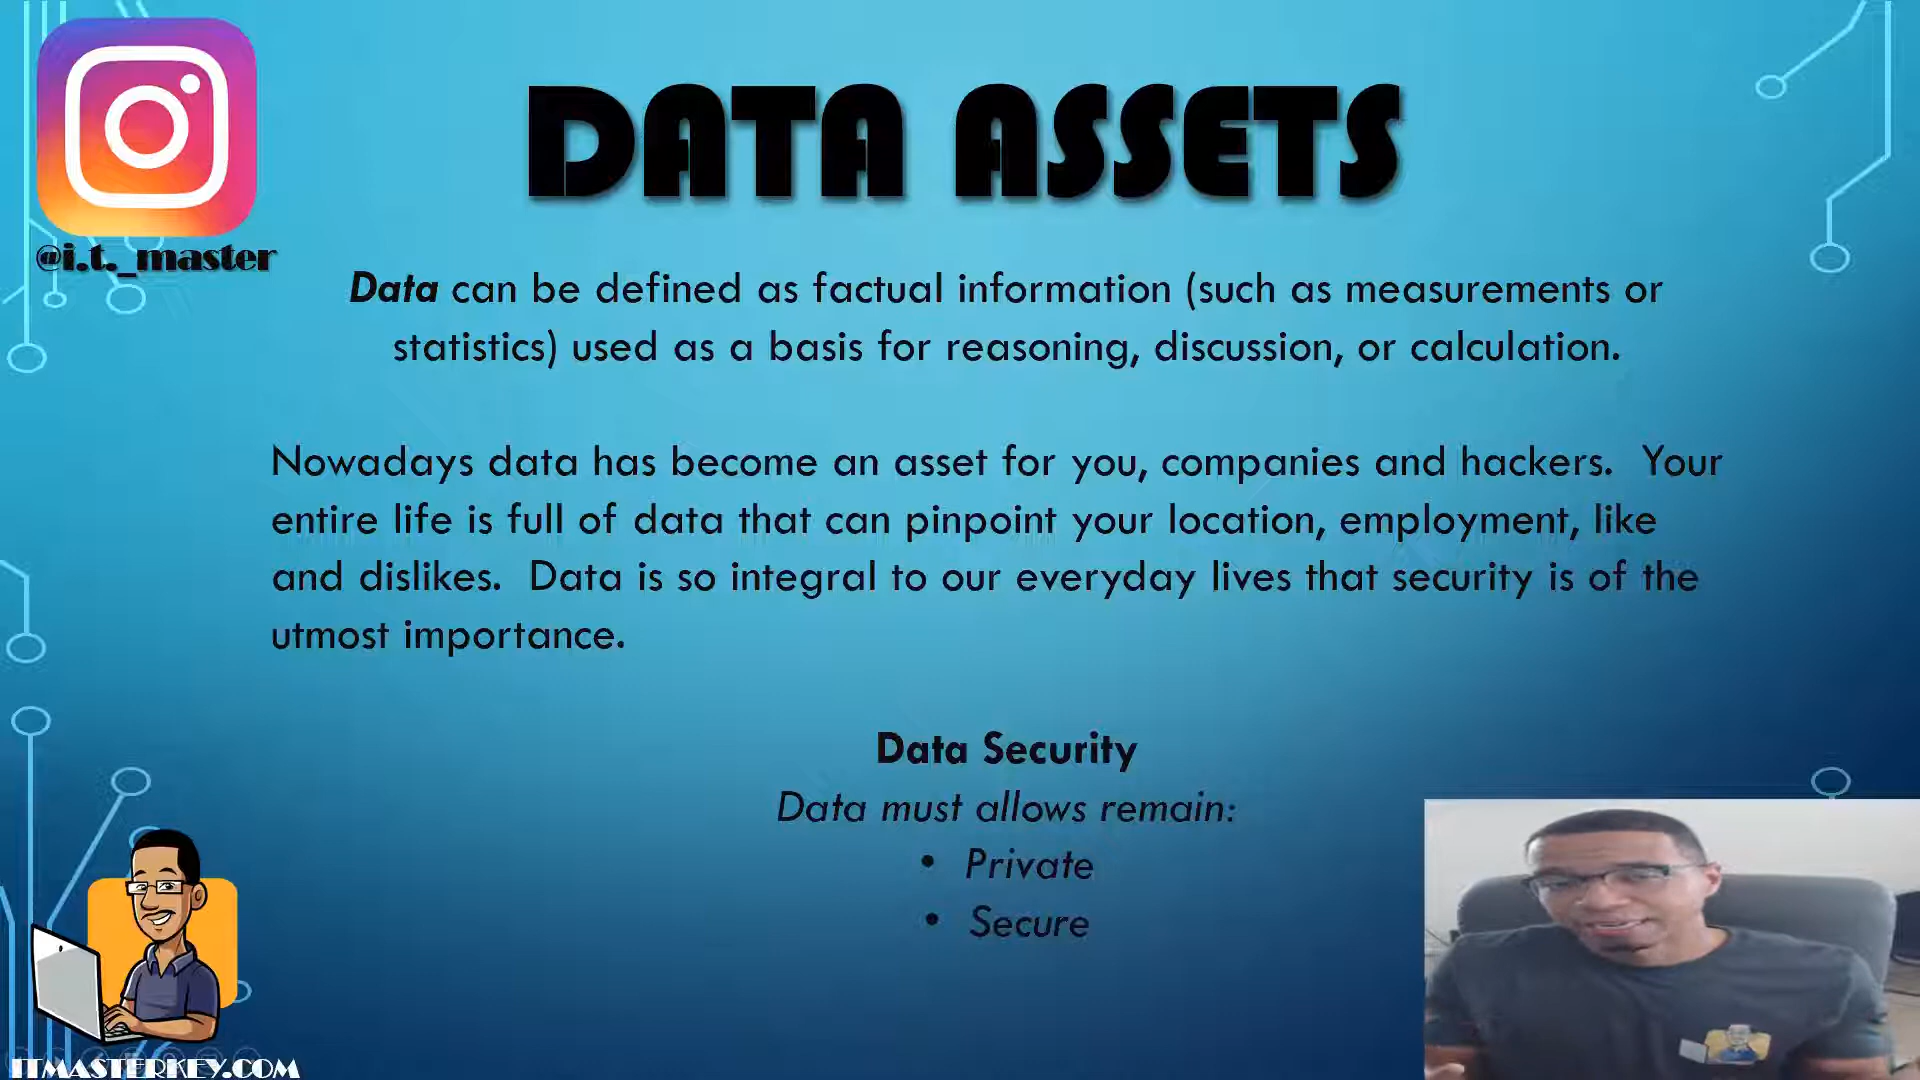 DATA ASSETS
@i.t._master
Data can be defined as factual information (such as measurements or
statistics) used as a basis for reasoning, discussion, or calculation.
Nowadays data has become an asset for you, companies and hackers. Your
entire life is full of data that can pinpoint your location, employment, like
and dislikes. Data is so integral to our everyday lives that security is of the
utmost importance.
Data Security
Data must allows remain:
• Private
• Secure
ITMASTERKEY.COM